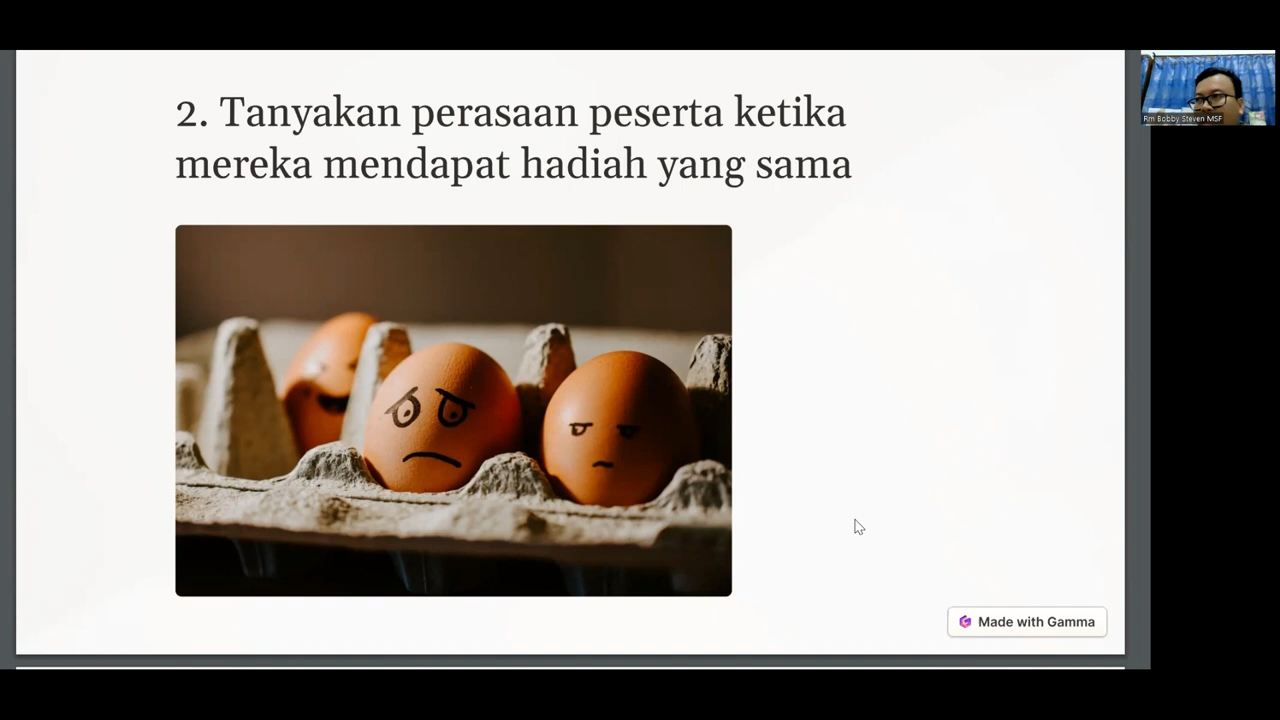 2. Tanyakan perasaan peserta ketika
mereka mendapat hadiah yang sama
Rm Bobby Steven MSF
Made with Gamma